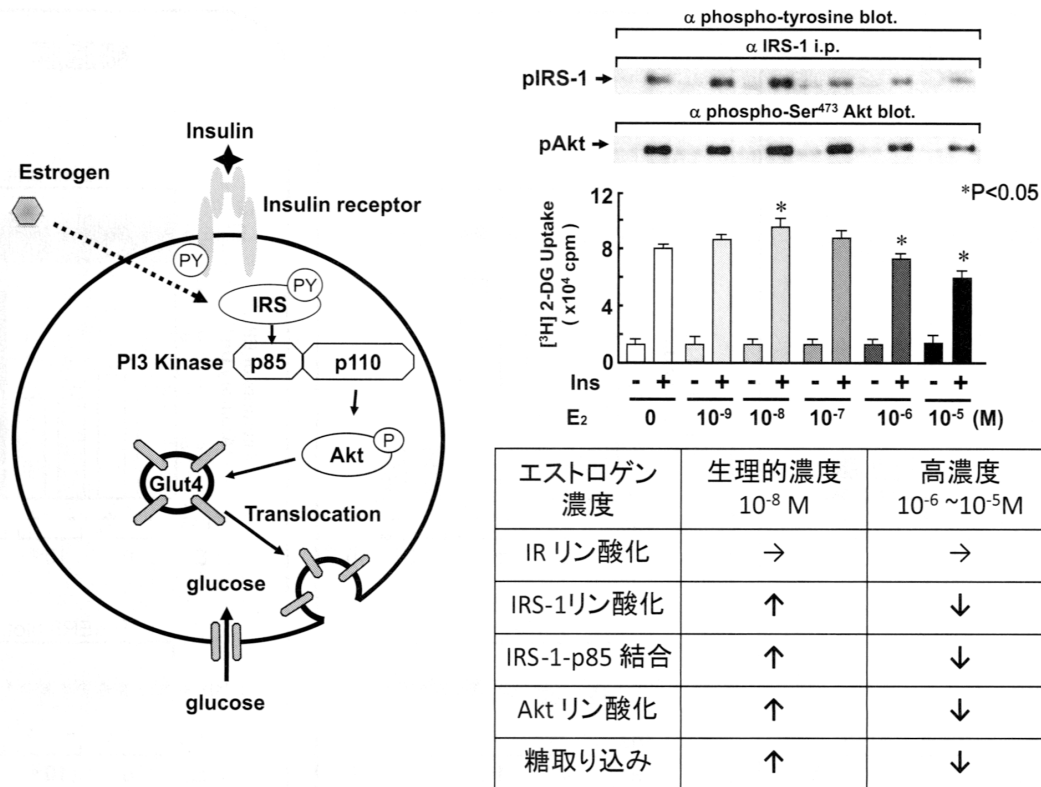 Insulin
Estrogen
Insulin receptor
PY
PY
IRS
PI3 Kinase
p85
p110
Akt
P
Glut4
Translocation
glucose
glucose
α phospho-tyrosine blot.
α IRS-1 i.p.
pIRS-1
α phospho-Ser⁴⁷³ Akt blot.
pAkt
*P<0.05
[³H] 2-DG Uptake
( x10⁴ cpm)
12
8
4
0
* * *
Ins - + - + - + - + - + - +
E₂ 0 10⁻⁹ 10⁻⁸ 10⁻⁷ 10⁻⁶ 10⁻⁵ (M)
エストロゲン
濃度
生理的濃度
10⁻⁸ M
高濃度
10⁻⁶ ~10⁻⁵M
IR リン酸化 → →
IRS-1リン酸化 ↑ ↓
IRS-1-p85 結合 ↑ ↓
Akt リン酸化 ↑ ↓
糖取り込み ↑ ↓